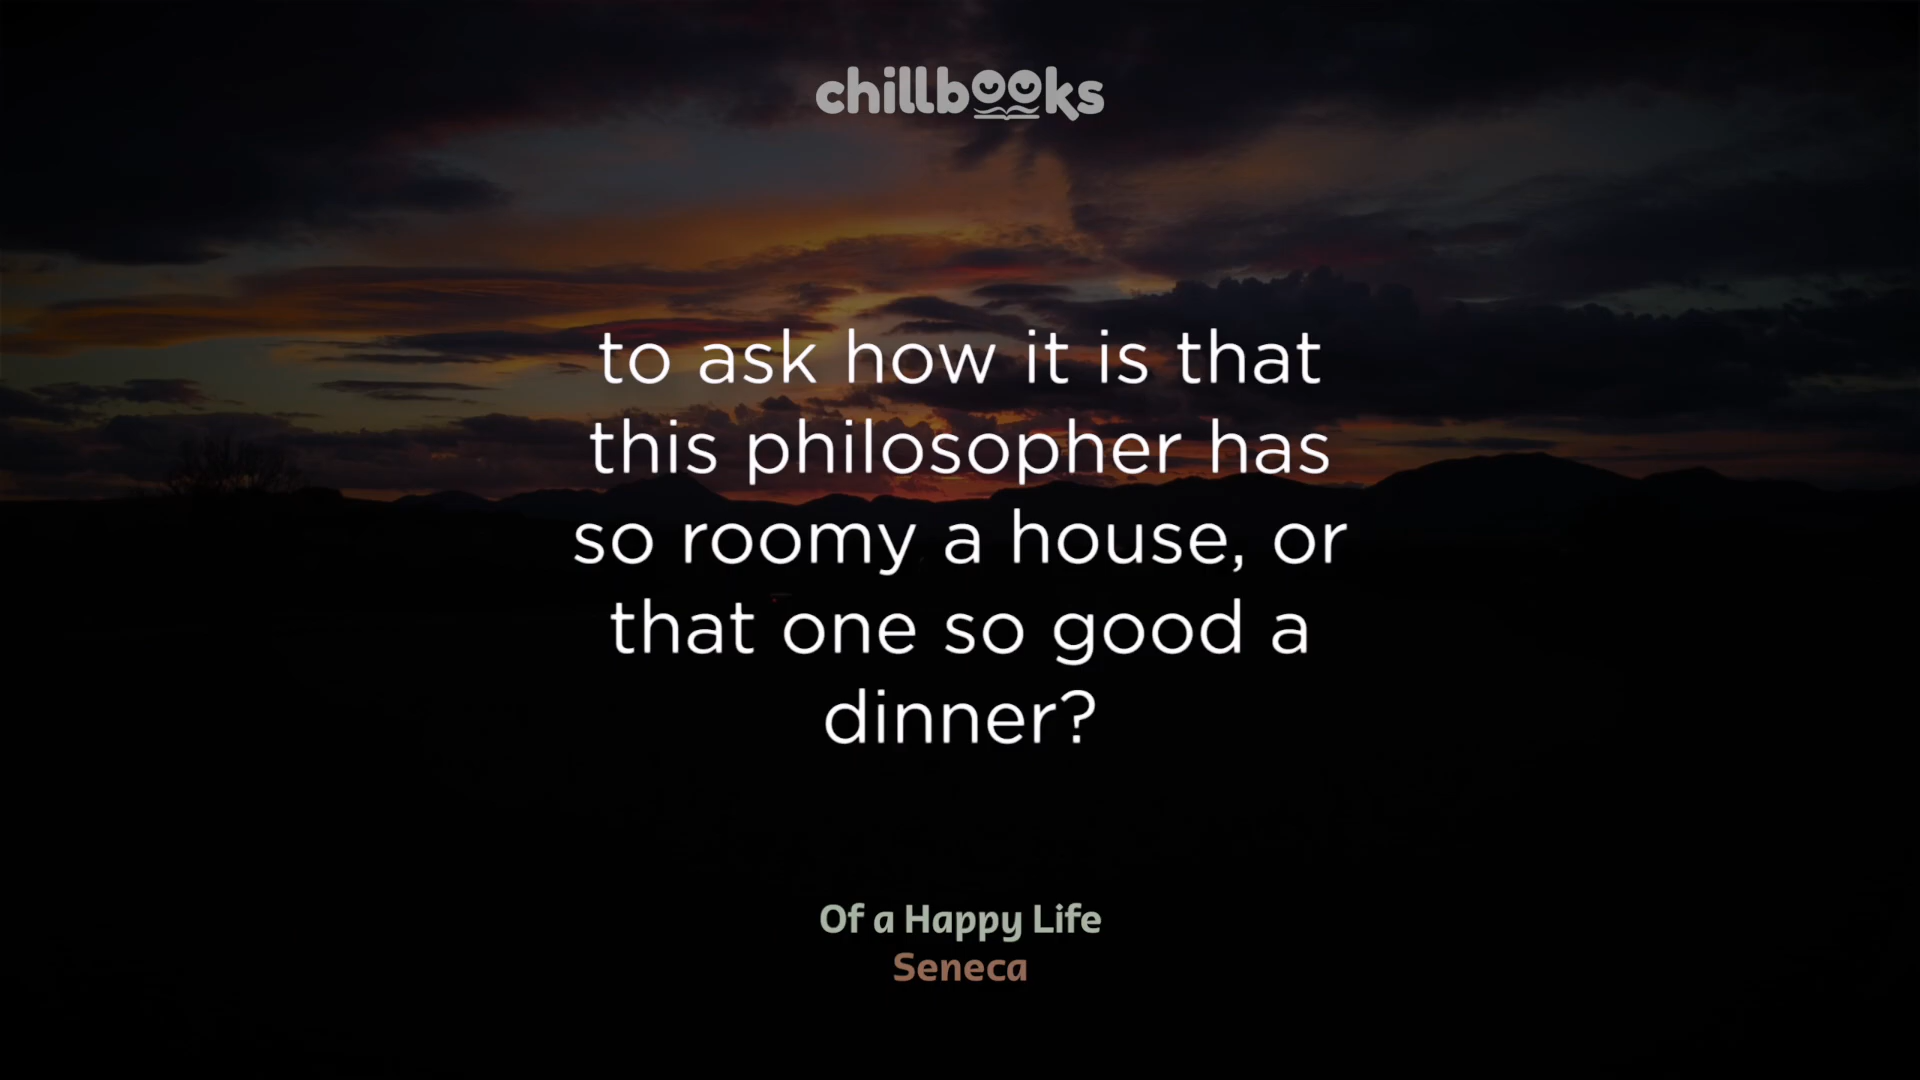 chillbooks
to ask how it is that
this philosopher has
so roomy a house, or
that one so good a
dinner?
Of a Happy Life
Seneca